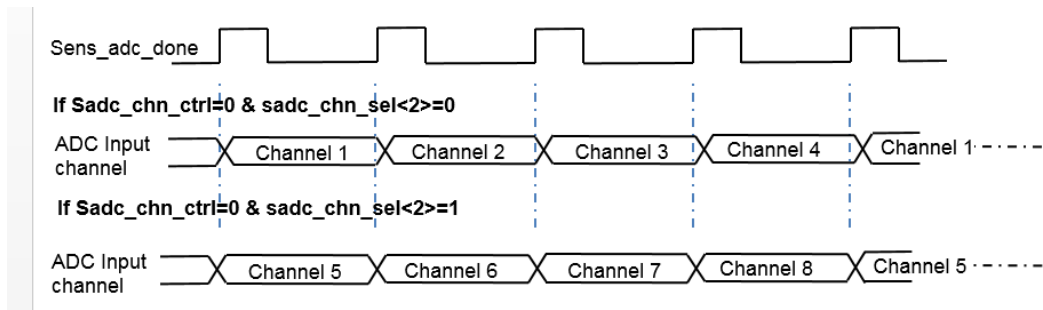 Sens_adc_done
If Sadc_chn_ctrl=0 & sadc_chn_sel<2>=0
ADC Input
channel
Channel 1
Channel 2
Channel 3
Channel 4
Channel 1
If Sadc_chn_ctrl=0 & sadc_chn_sel<2>=1
ADC Input
channel
Channel 5
Channel 6
Channel 7
Channel 8
Channel 5